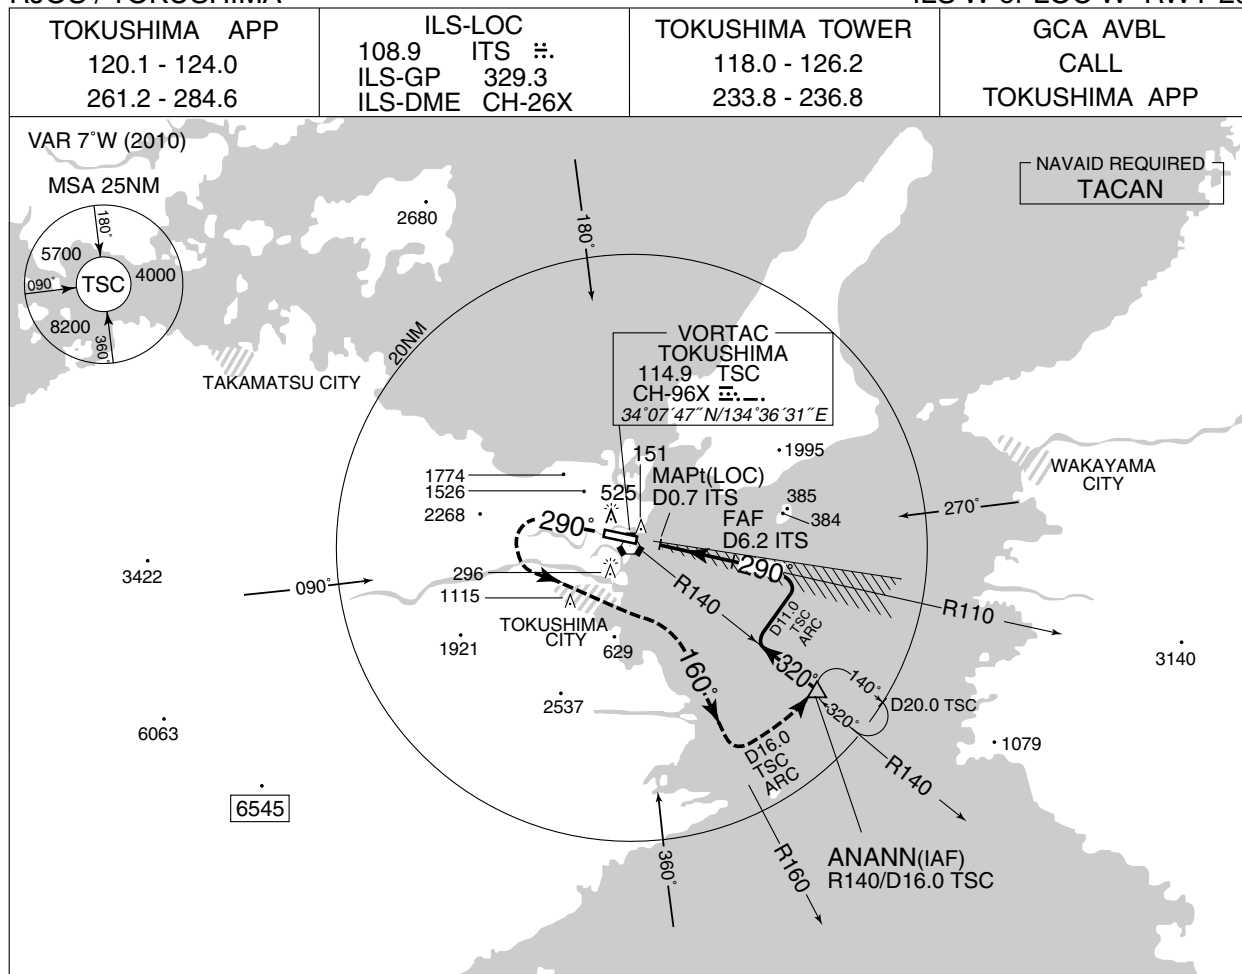 TOKUSHIMA APP
120.1 - 124.0
261.2 - 284.6
ILS-LOC
108.9 ITS
ILS-GP 329.3
ILS-DME CH-26X
TOKUSHIMA TOWER
118.0 - 126.2
233.8 - 236.8
GCA AVBL
CALL
TOKUSHIMA APP
VAR 7°W (2010)
MSA 25NM
180°
5700
4000
090°
TSC
8200
360°
NAVAID REQUIRED
TACAN
2680
180°
20NM
TAKAMATSU CITY
VORTAC
TOKUSHIMA
114.9 TSC
CH-96X
34°07´47˝N/134°36´31˝E
1995
WAKAYAMA
CITY
151
1774
1526
2268
525
MAPt(LOC)
D0.7 ITS
385
384
FAF
D6.2 ITS
270°
290°
290°
3422
090°
296
1115
R140
R110
D11.0
TSC
ARC
TOKUSHIMA
CITY
1921
629
3140
320°
160°
140°
320°
D20.0 TSC
2537
6063
1079
D16.0
TSC
ARC
R140
6545
360°
R160
ANANN(IAF)
R140/D16.0 TSC